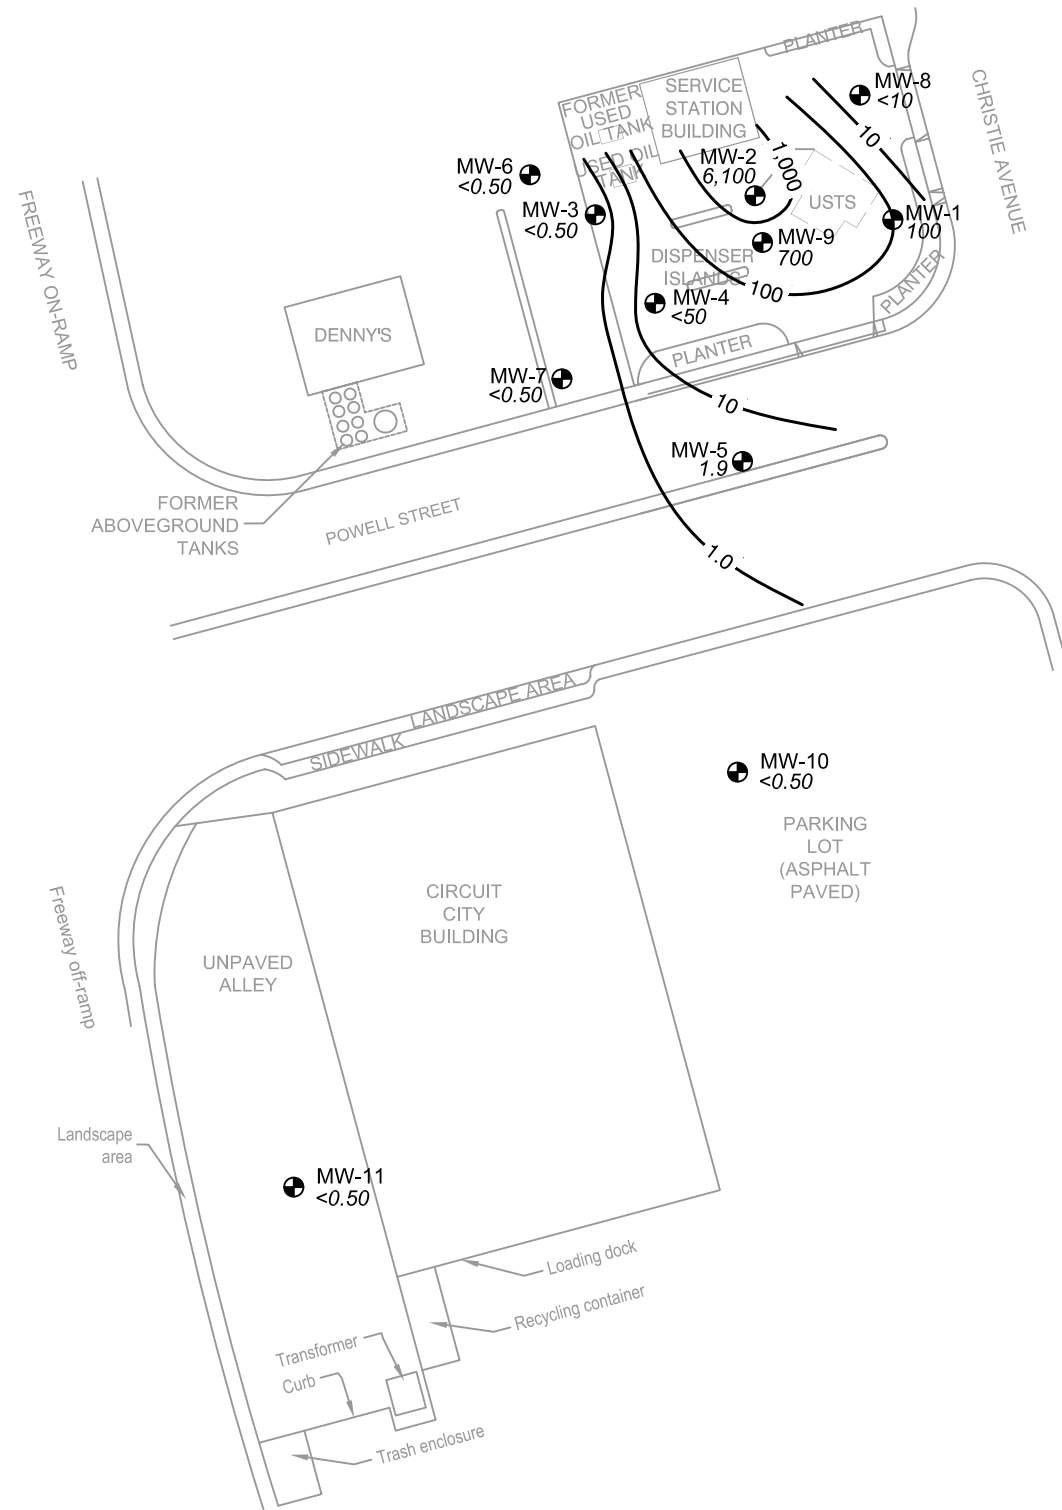 PLANTER
MW-8
<10
CHRISTIE AVENUE
SERVICE
STATION
BUILDING
FORMER
USED
OIL TANK
USED OIL
TANK
10
MW-2
6,100
1,000
USTS
MW-6
<0.50
MW-3
<0.50
MW-1
100
MW-9
700
DISPENSER
ISLANDS
100
PLANTER
MW-4
<50
PLANTER
FREEWAY ON-RAMP
DENNY'S
MW-7
<0.50
10
MW-5
1.9
FORMER
ABOVEGROUND
TANKS
POWELL STREET
1.0
LANDSCAPE AREA
SIDEWALK
MW-10
<0.50
PARKING
LOT
(ASPHALT
PAVED)
CIRCUIT
CITY
BUILDING
Freeway off-ramp
UNPAVED
ALLEY
Landscape
area
MW-11
<0.50
Loading dock
Recycling container
Transformer
Curb
Trash enclosure